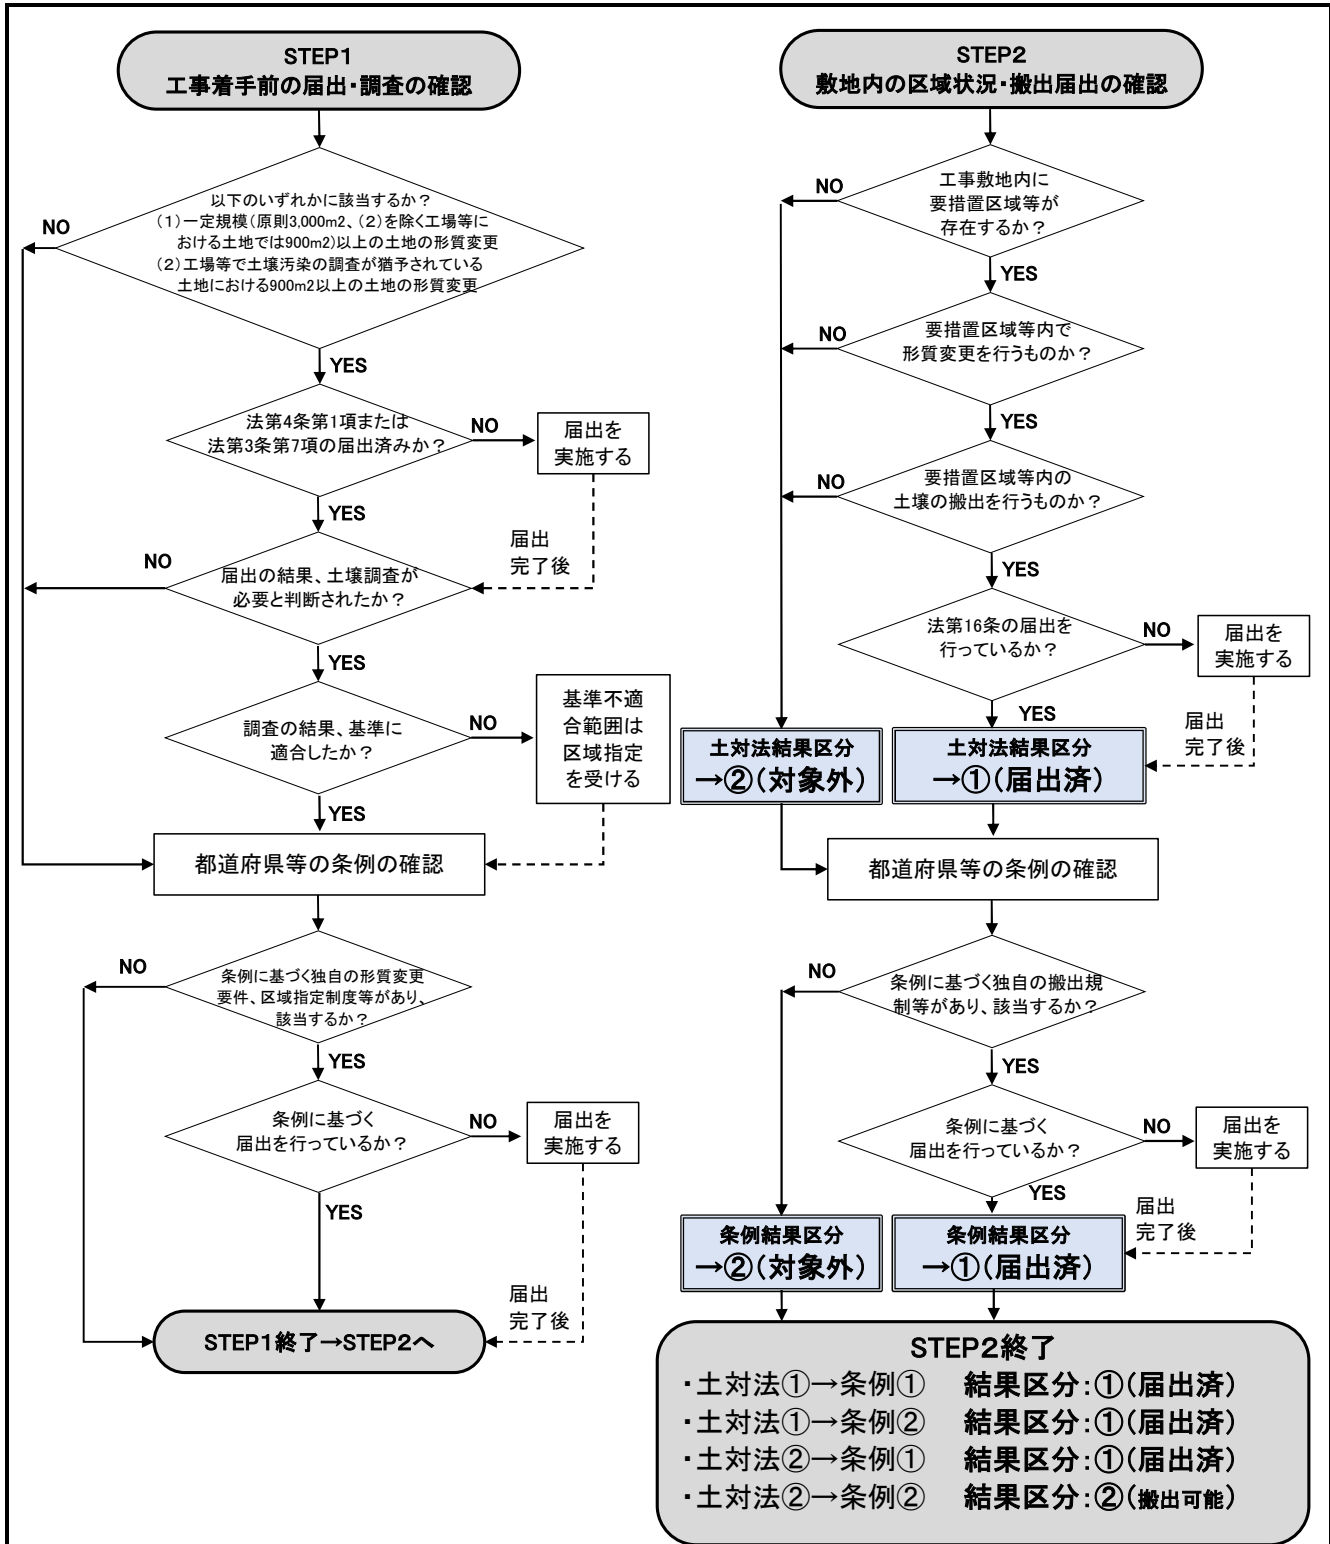 STEP1
工事着手前の届出・調査の確認
以下のいずれかに該当するか？
（１）一定規模（原則3,000m2、（２）を除く工場等に
おける土地では900m2）以上の土地の形質変更
（２）工場等で土壌汚染の調査が猶予されている
土地における900m2以上の土地の形質変更
NO
YES
法第4条第1項または
法第3条第7項の届出済みか？
NO
届出を
実施する
YES
届出
完了後
NO
届出の結果、土壌調査が
必要と判断されたか？
YES
調査の結果、基準に
適合したか？
NO
基準不適
合範囲は
区域指定
を受ける
YES
都道府県等の条例の確認
NO
条例に基づく独自の形質変更
要件、区域指定制度等があり、
該当するか？
YES
条例に基づく
届出を行っているか？
NO
届出を
実施する
YES
届出
完了後
STEP1終了→STEP2へ
STEP2
敷地内の区域状況・搬出届出の確認
NO
工事敷地内に
要措置区域等が
存在するか？
YES
要措置区域等内で
形質変更を行うものか？
NO
YES
NO
要措置区域等内の
土壌の搬出を行うものか？
YES
法第16条の届出を
行っているか？
NO
届出を
実施する
YES
届出
完了後
土対法結果区分
→②（対象外）
土対法結果区分
→①（届出済）
都道府県等の条例の確認
NO
条例に基づく独自の搬出規
制等があり、該当するか？
YES
条例に基づく
届出を行っているか？
NO
届出を
実施する
YES
届出
完了後
条例結果区分
→②（対象外）
条例結果区分
→①（届出済）
STEP2終了
・土対法①→条例①　結果区分：①（届出済）
・土対法①→条例②　結果区分：①（届出済）
・土対法②→条例①　結果区分：①（届出済）
・土対法②→条例②　結果区分：②（搬出可能）